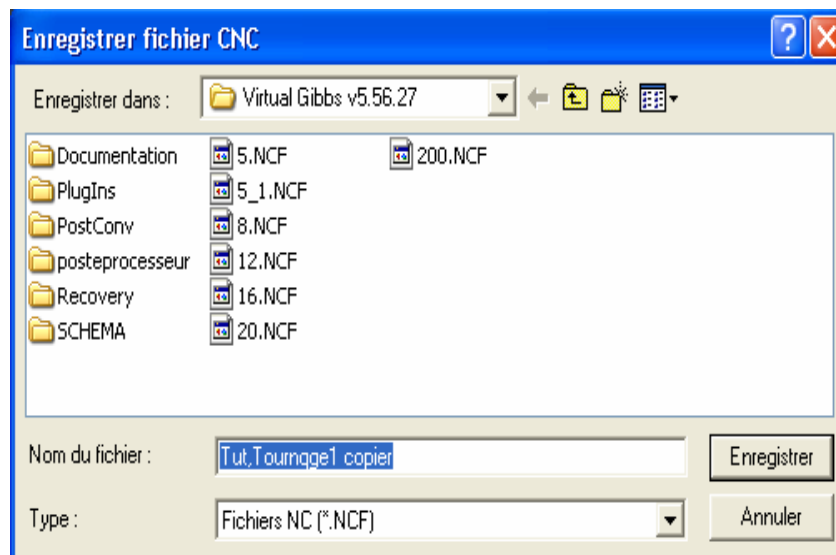 Enregistrer fichier CNC
Enregistrer dans :
Virtual Gibbs v5.56.27
Documentation
PlugIns
PostConv
posteprocesseur
Recovery
SCHEMA
5.NCF
5_1.NCF
8.NCF
12.NCF
16.NCF
20.NCF
200.NCF
Nom du fichier :
Tut,Tournqge1 copier
Enregistrer
Type :
Fichiers NC (*.NCF)
Annuler